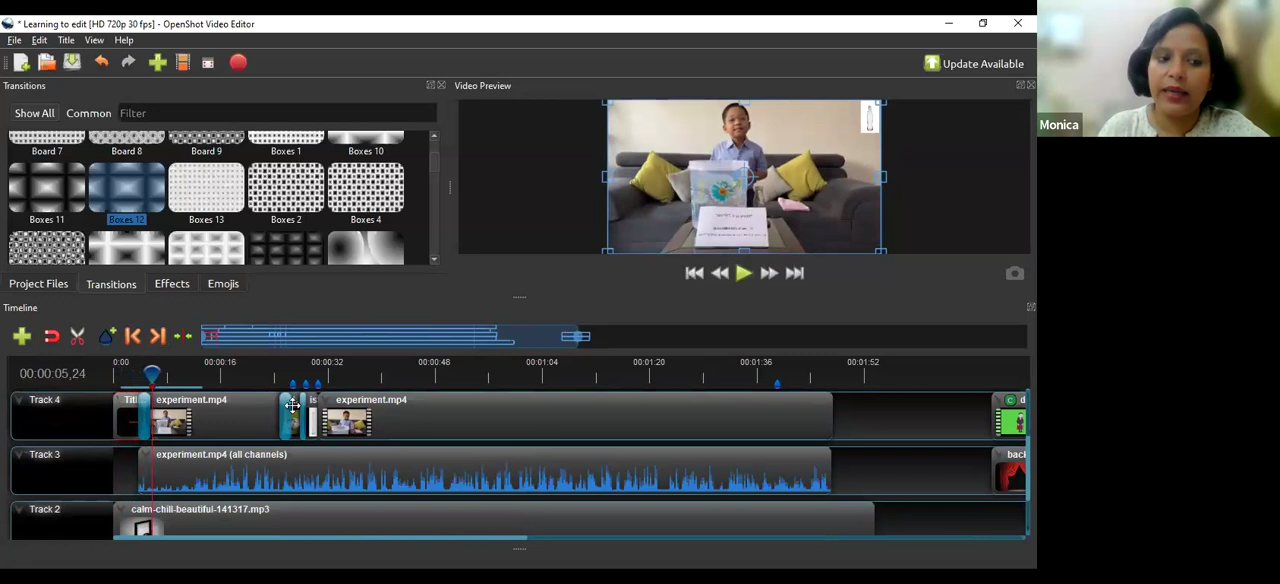 * Learning to edit [HD 720p 30 fps] - OpenShot Video Editor
File Edit Title View Help
Update Available
Transitions
Video Preview
Show All Common Filter
Board 7 Board 8 Board 9 Boxes 1 Boxes 10
Boxes 11 Boxes 12 Boxes 13 Boxes 2 Boxes 4
Project Files Transitions Effects Emojis
Timeline
00:00:05,24
0:00 00:00:16 00:00:32 00:00:48 00:01:04 00:01:20 00:01:36 00:01:52
Track 4 Titl experiment.mp4 is experiment.mp4 C d
Track 3 experiment.mp4 (all channels) back
Track 2 calm-chill-beautiful-141317.mp3
Monica